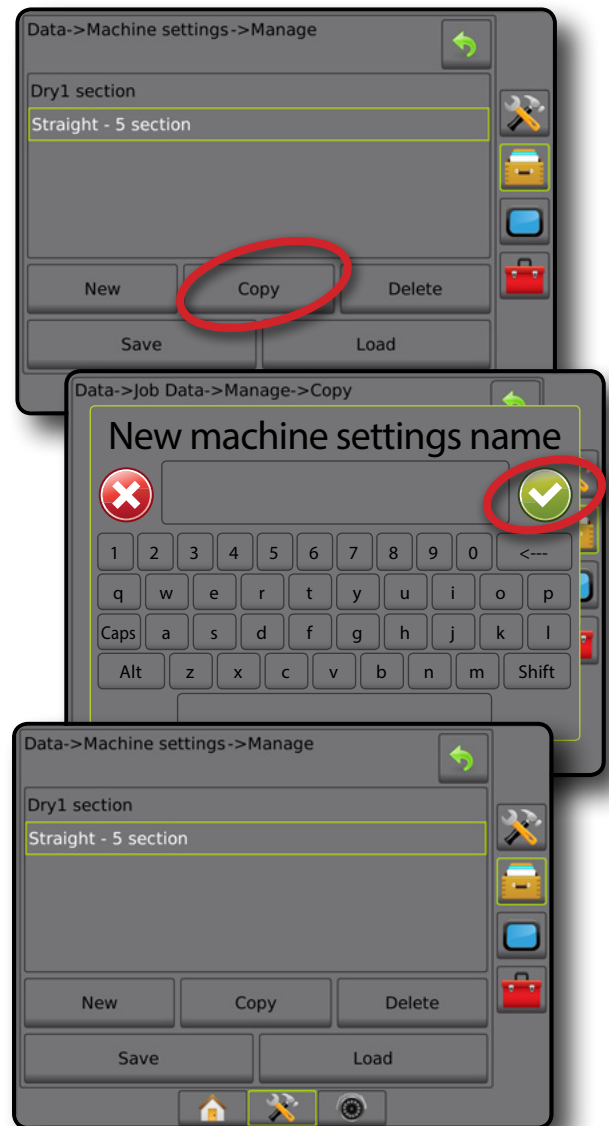 Data->Machine settings->Manage
Dry1 section
Straight - 5 section
New Copy Delete
Save Load
Data->Job Data->Manage->Copy
New machine settings name
1 2 3 4 5 6 7 8 9 0 <---
q w e r t y u i o p
Caps a s d f g h j k l
Alt z x c v b n m Shift
Data->Machine settings->Manage
Dry1 section
Straight - 5 section
New Copy Delete
Save Load